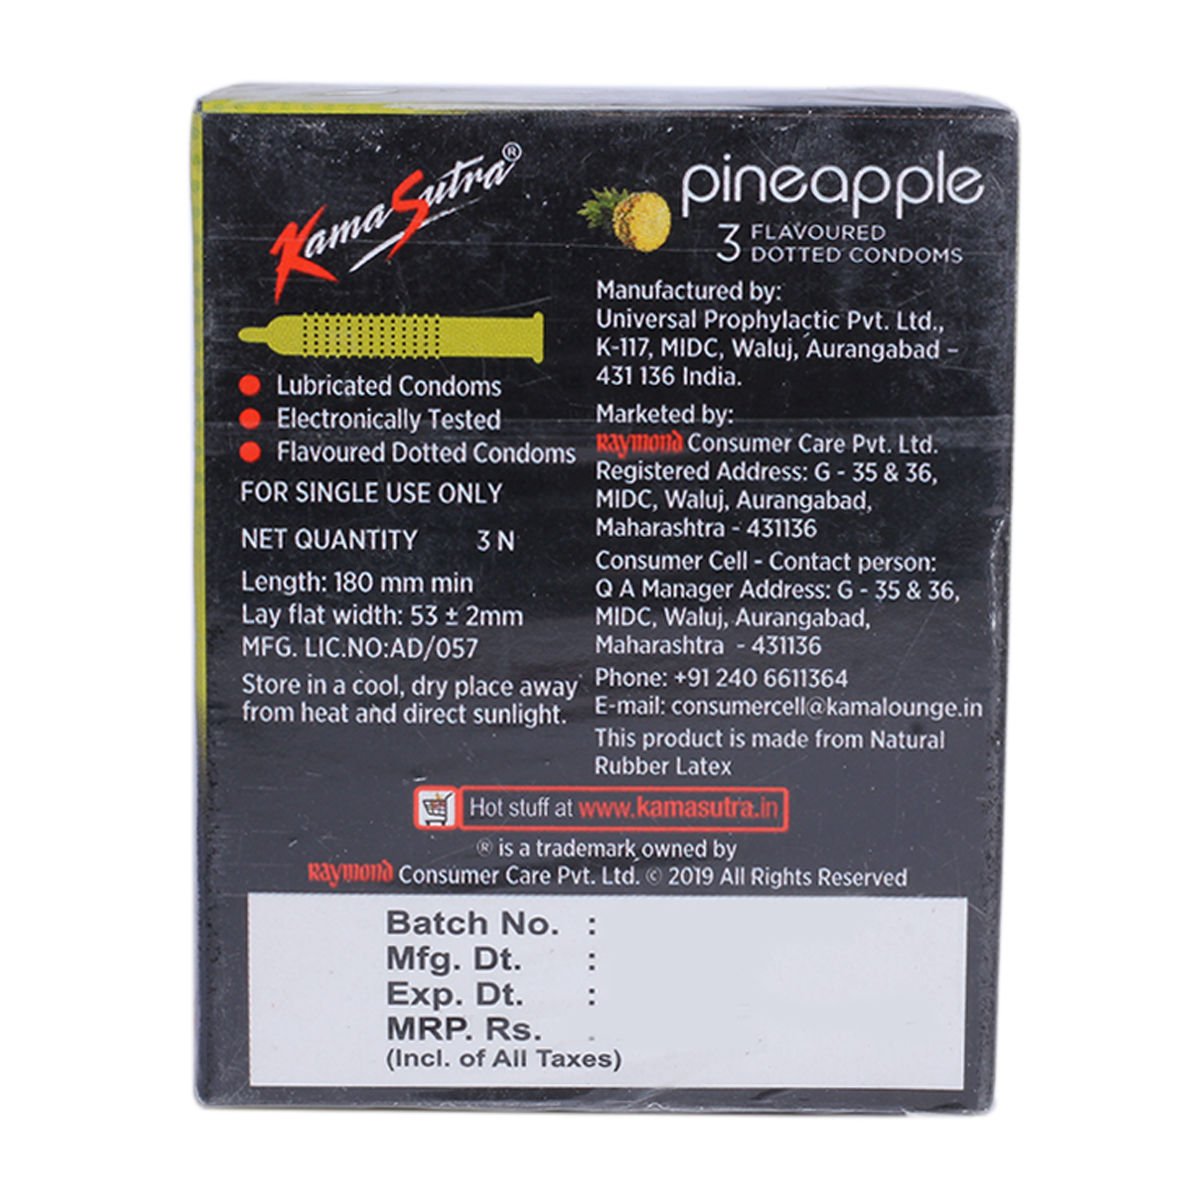 KamaSutra®
pineapple
3 FLAVOURED
DOTTED CONDOMS
Lubricated Condoms
Electronically Tested
Flavoured Dotted Condoms
FOR SINGLE USE ONLY
NET QUANTITY 3 N
Length: 180 mm min
Lay flat width: 53 ± 2mm
MFG. LIC.NO:AD/057
Store in a cool, dry place away
from heat and direct sunlight.
Manufactured by:
Universal Prophylactic Pvt. Ltd.,
K-117, MIDC, Waluj, Aurangabad –
431 136 India.
Marketed by:
Raymond Consumer Care Pvt. Ltd.
Registered Address: G - 35 & 36,
MIDC, Waluj, Aurangabad,
Maharashtra - 431136
Consumer Cell - Contact person:
Q A Manager Address: G - 35 & 36,
MIDC, Waluj, Aurangabad,
Maharashtra - 431136
Phone: +91 240 6611364
E-mail: consumercell@kamalounge.in
This product is made from Natural
Rubber Latex
Hot stuff at www.kamasutra.in
® is a trademark owned by
Raymond Consumer Care Pvt. Ltd. © 2019 All Rights Reserved
Batch No. :
Mfg. Dt. :
Exp. Dt. :
MRP. Rs. .
(Incl. of All Taxes)